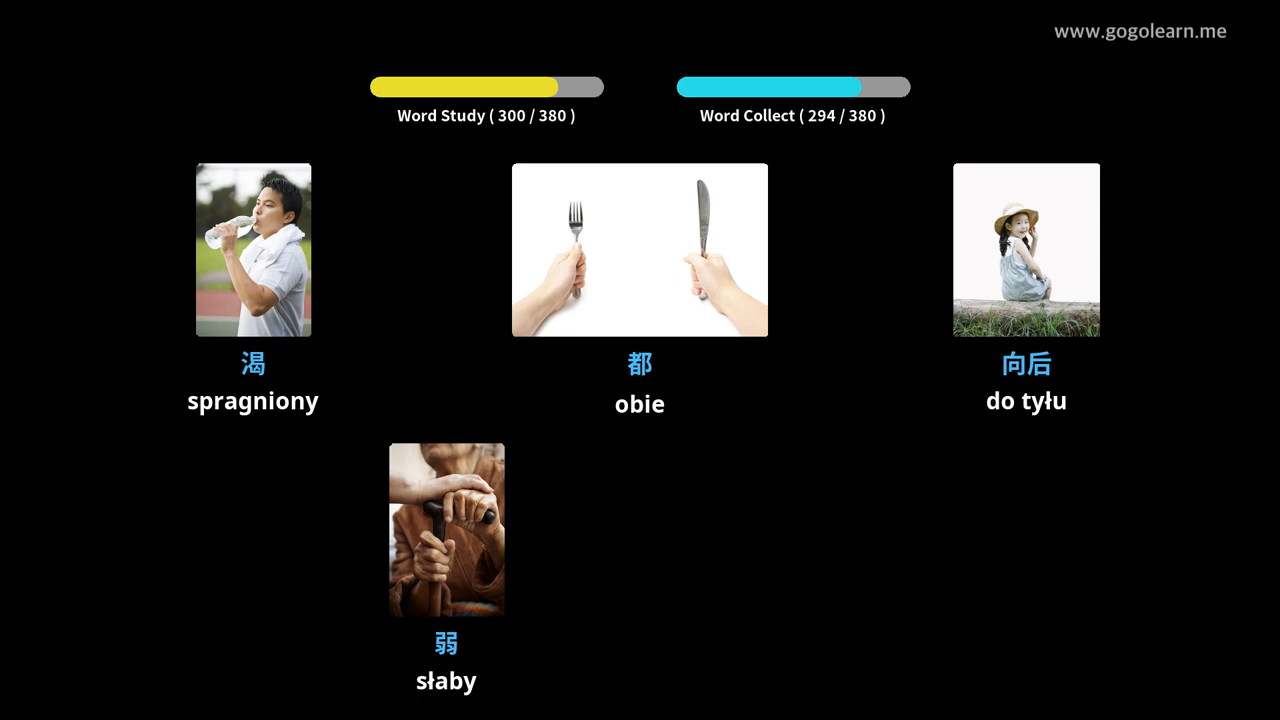 www.gogolearn.me
Word Study ( 300 / 380 )
Word Collect ( 294 / 380 )
渴
spragniony
都
obie
向后
do tyłu
弱
słaby